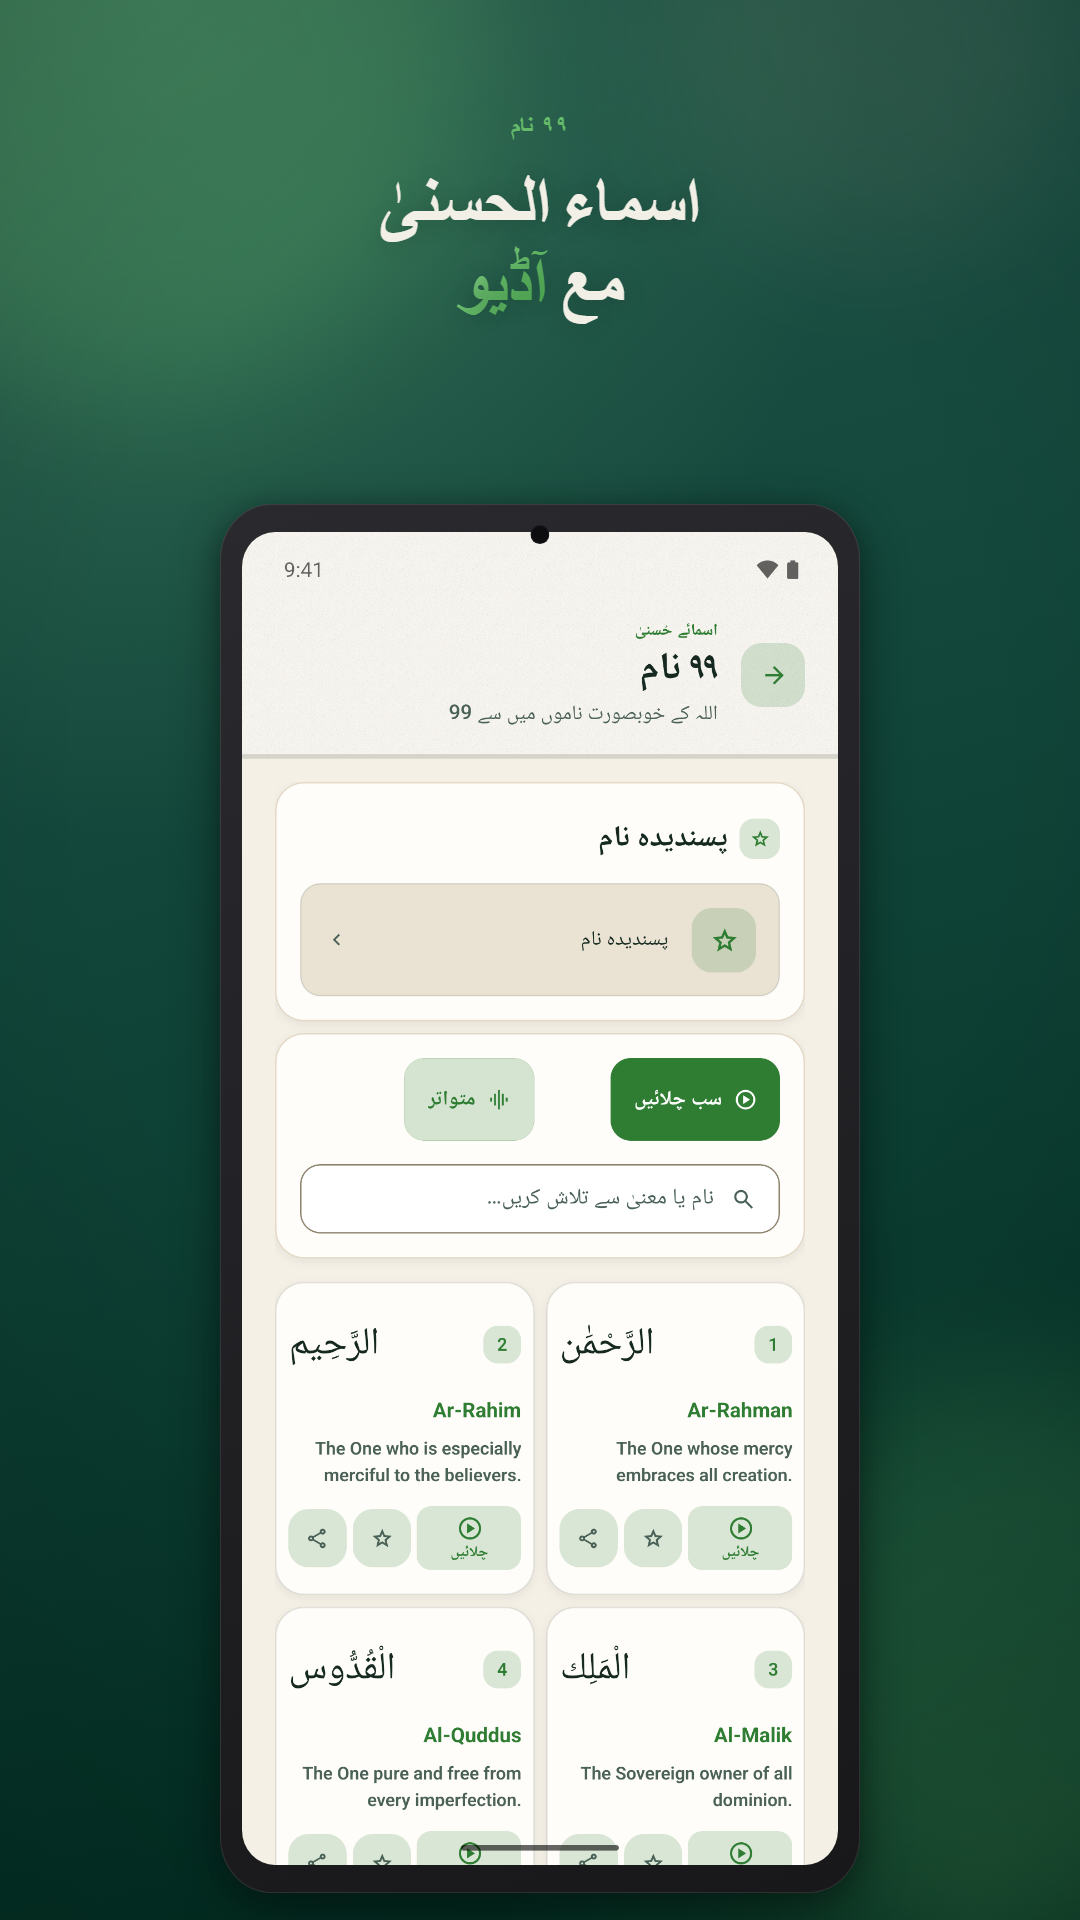 ۹۹ نام
اسماء الحسنیٰ
مع آڈیو
9:41
اسمائے حُسنیٰ
۹۹ نام
اللہ کے خوبصورت ناموں میں سے 99
پسندیدہ نام
پسندیدہ نام
سب چلائیں
متواتر
نام یا معنیٰ سے تلاش کریں...
1
الرَّحْمَٰن
Ar-Rahman
The One whose mercy
embraces all creation.
چلائیں
2
الرَّحِيم
Ar-Rahim
The One who is especially
merciful to the believers.
چلائیں
3
الْمَلِك
Al-Malik
The Sovereign owner of all
dominion.
4
الْقُدُّوس
Al-Quddus
The One pure and free from
every imperfection.